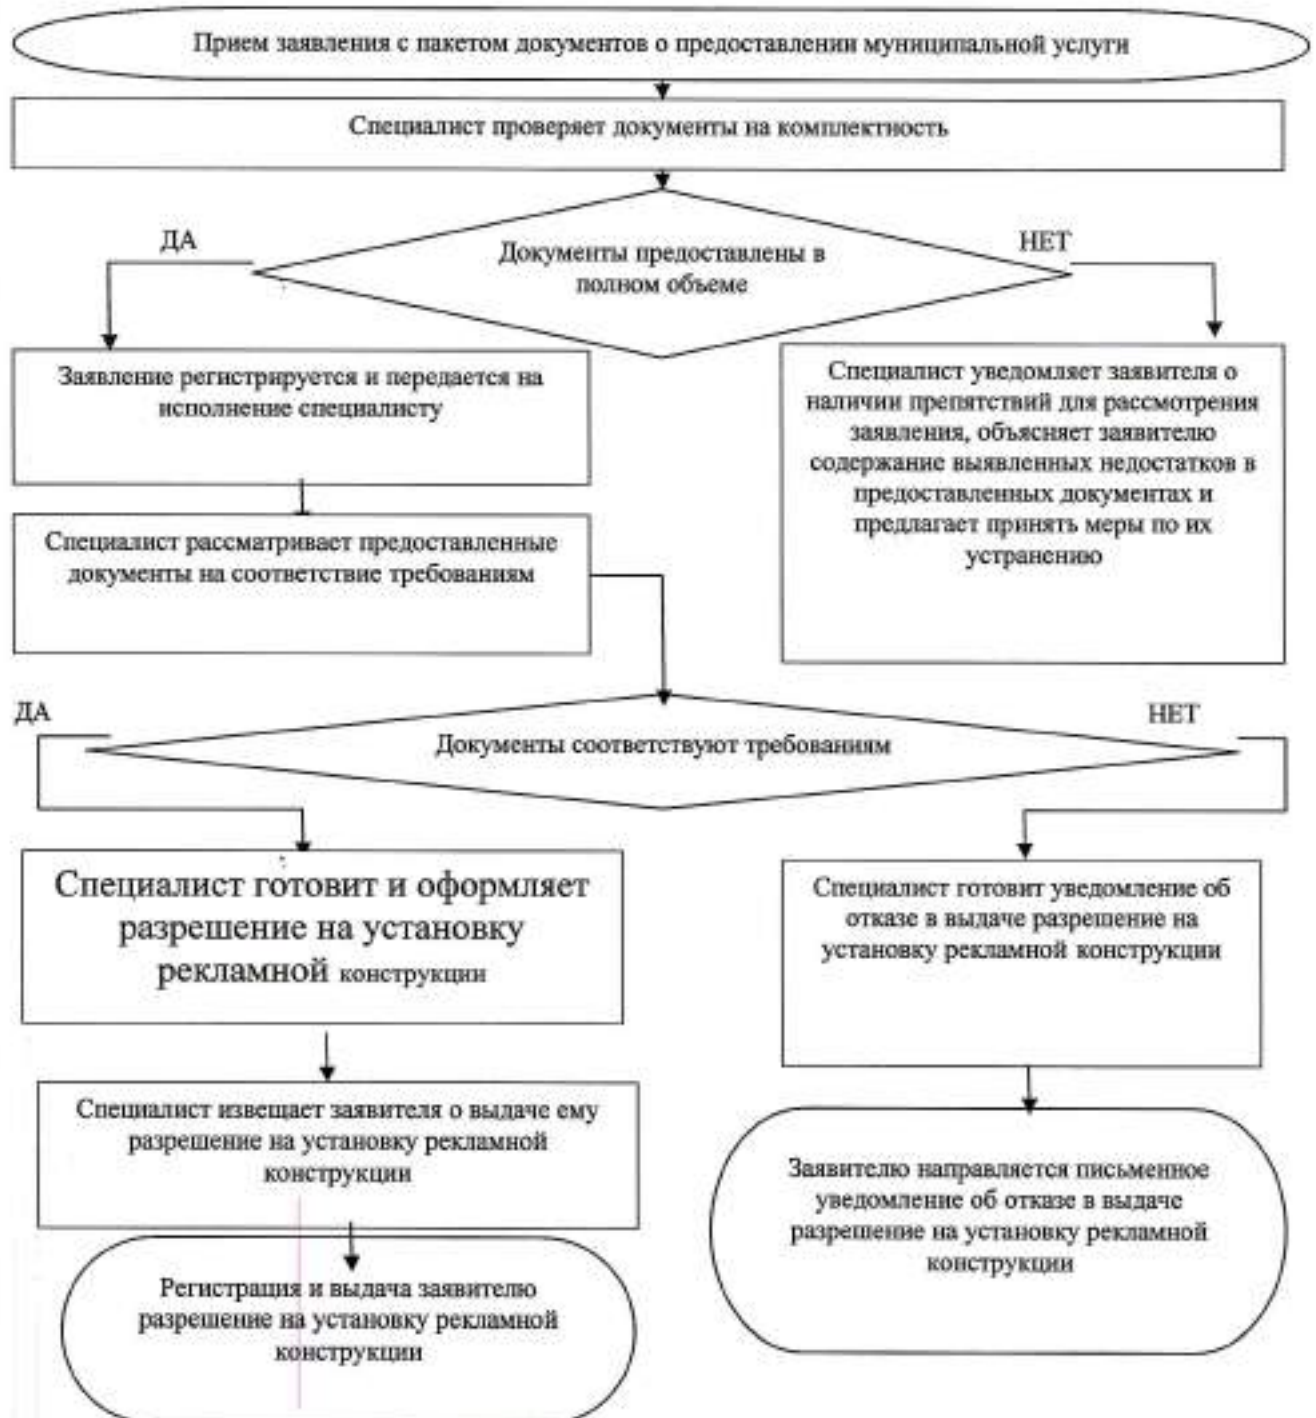 Прием заявления с пакетом документов о предоставлении муниципальной услуги
Специалист проверяет документы на комплектность
ДА
НЕТ
Документы предоставлены в
полном объеме
Заявление регистрируется и передается на
исполнение специалисту
Специалист уведомляет заявителя о
наличии препятствий для рассмотрения
заявления, объясняет заявителю
содержание выявленных недостатков в
предоставленных документах и
предлагает принять меры по их
устранению
Специалист рассматривает предоставленные
документы на соответствие требованиям
ДА
НЕТ
Документы соответствуют требованиям
Специалист готовит и оформляет
разрешение на установку
рекламной конструкции
Специалист готовит уведомление об
отказе в выдаче разрешение на
установку рекламной конструкции
Специалист извещает заявителя о выдаче ему
разрешение на установку рекламной
конструкции
Заявителю направляется письменное
уведомление об отказе в выдаче
разрешение на установку рекламной
конструкции
Регистрация и выдача заявителю
разрешение на установку рекламной
конструкции